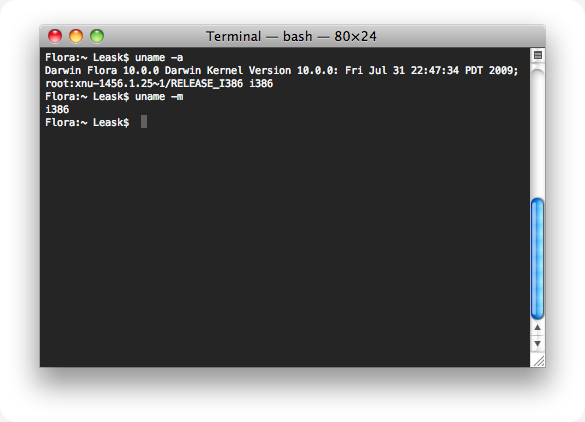 Terminal — bash — 80×24
Flora:~ Leask$ uname -a
Darwin Flora 10.0.0 Darwin Kernel Version 10.0.0: Fri Jul 31 22:47:34 PDT 2009;
root:xnu-1456.1.25~1/RELEASE_I386 i386
Flora:~ Leask$ uname -m
i386
Flora:~ Leask$